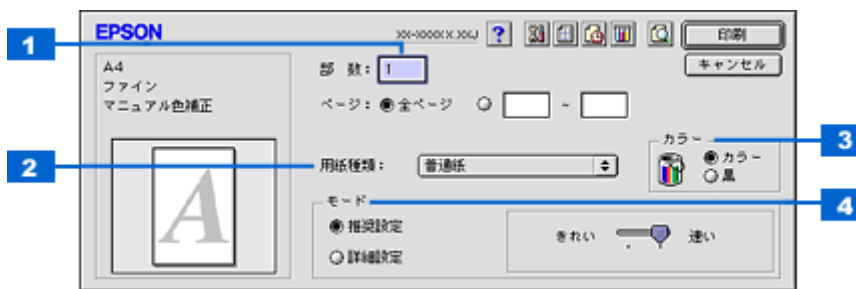 EPSON
XX-XXXXX X.XXJ
?
印刷
キャンセル
A4
ファイン
マニュアル色補正
A
1
部 数: 1
ページ: 全ページ ~
2
用紙種類: 普通紙
3
カラー
カラー
黒
4
モード
推奨設定
詳細設定
きれい 速い